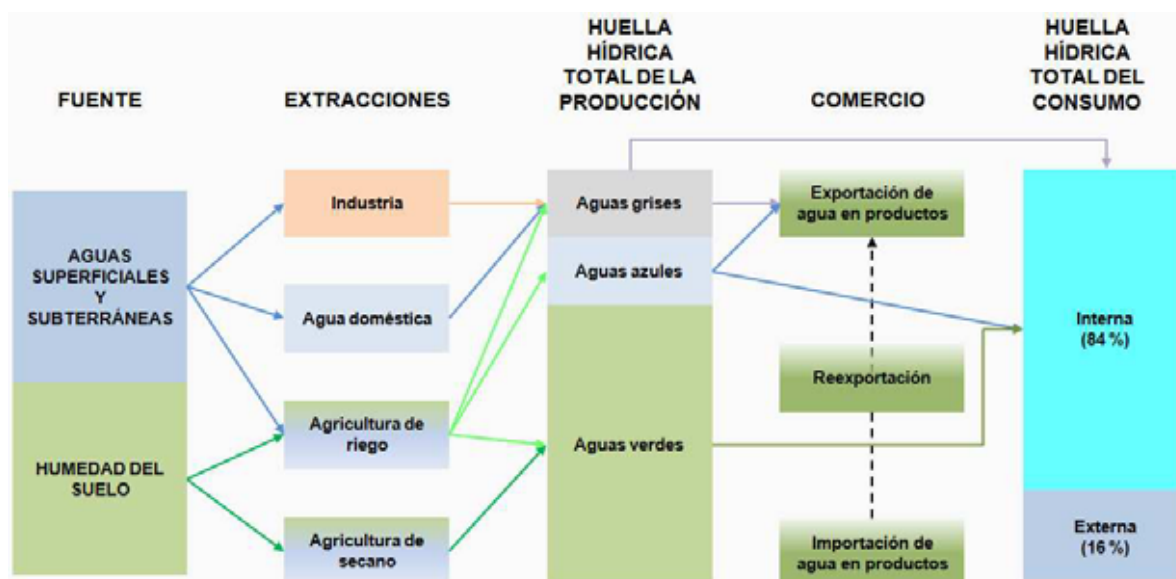 FUENTE
EXTRACCIONES
HUELLA
HÍDRICA
TOTAL DE LA
PRODUCCIÓN
COMERCIO
HUELLA
HÍDRICA
TOTAL DEL
CONSUMO
AGUAS
SUPERFICIALES
Y
SUBTERRÁNEAS
HUMEDAD DEL
SUELO
Industria
Agua doméstica
Agricultura de
riego
Agricultura de
secano
Aguas grises
Aguas azules
Aguas verdes
Exportación de
agua en productos
Reexportación
Importación de
agua en productos
Interna
(84 %)
Externa
(16 %)